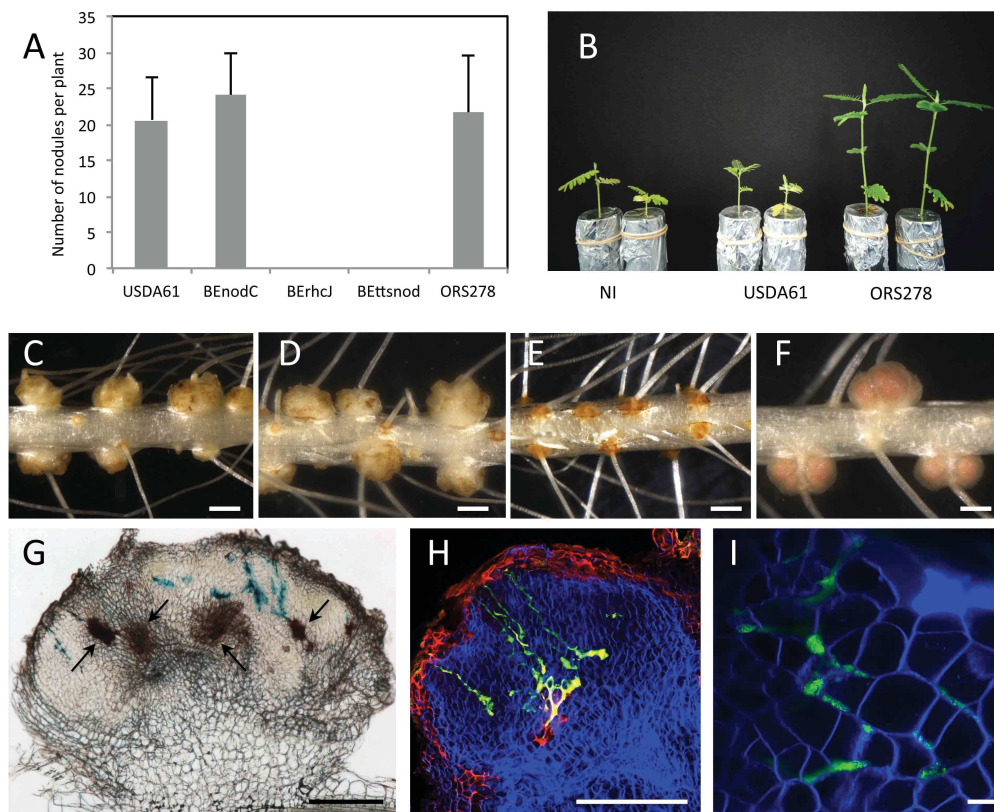 A
Number of nodules per plant
35
30
25
20
15
10
5
0
USDA61 BEnodC BErhcJ BEttsnod ORS278
B
NI USDA61 ORS278
C D E F
G H I